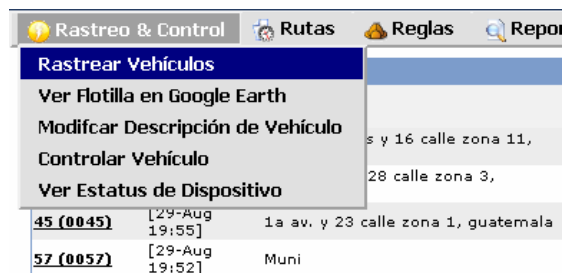 Rastreo & Control Rutas Reglas Repor
Rastrear Vehículos
Ver Flotilla en Google Earth
Modifcar Descripción de Vehículo
s y 16 calle zona 11,
Controlar Vehículo
28 calle zona 3,
Ver Estatus de Dispositivo
45 (0045) [29-Aug 19:55] 1a av. y 23 calle zona 1, guatemala
57 (0057) [29-Aug 19:52] Muni